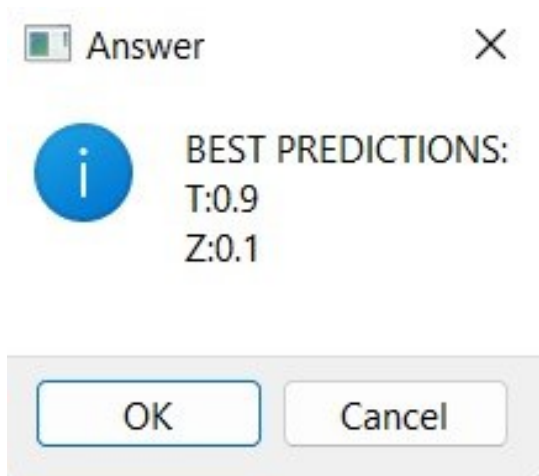 Answer
BEST PREDICTIONS:
T:0.9
Z:0.1
OK
Cancel